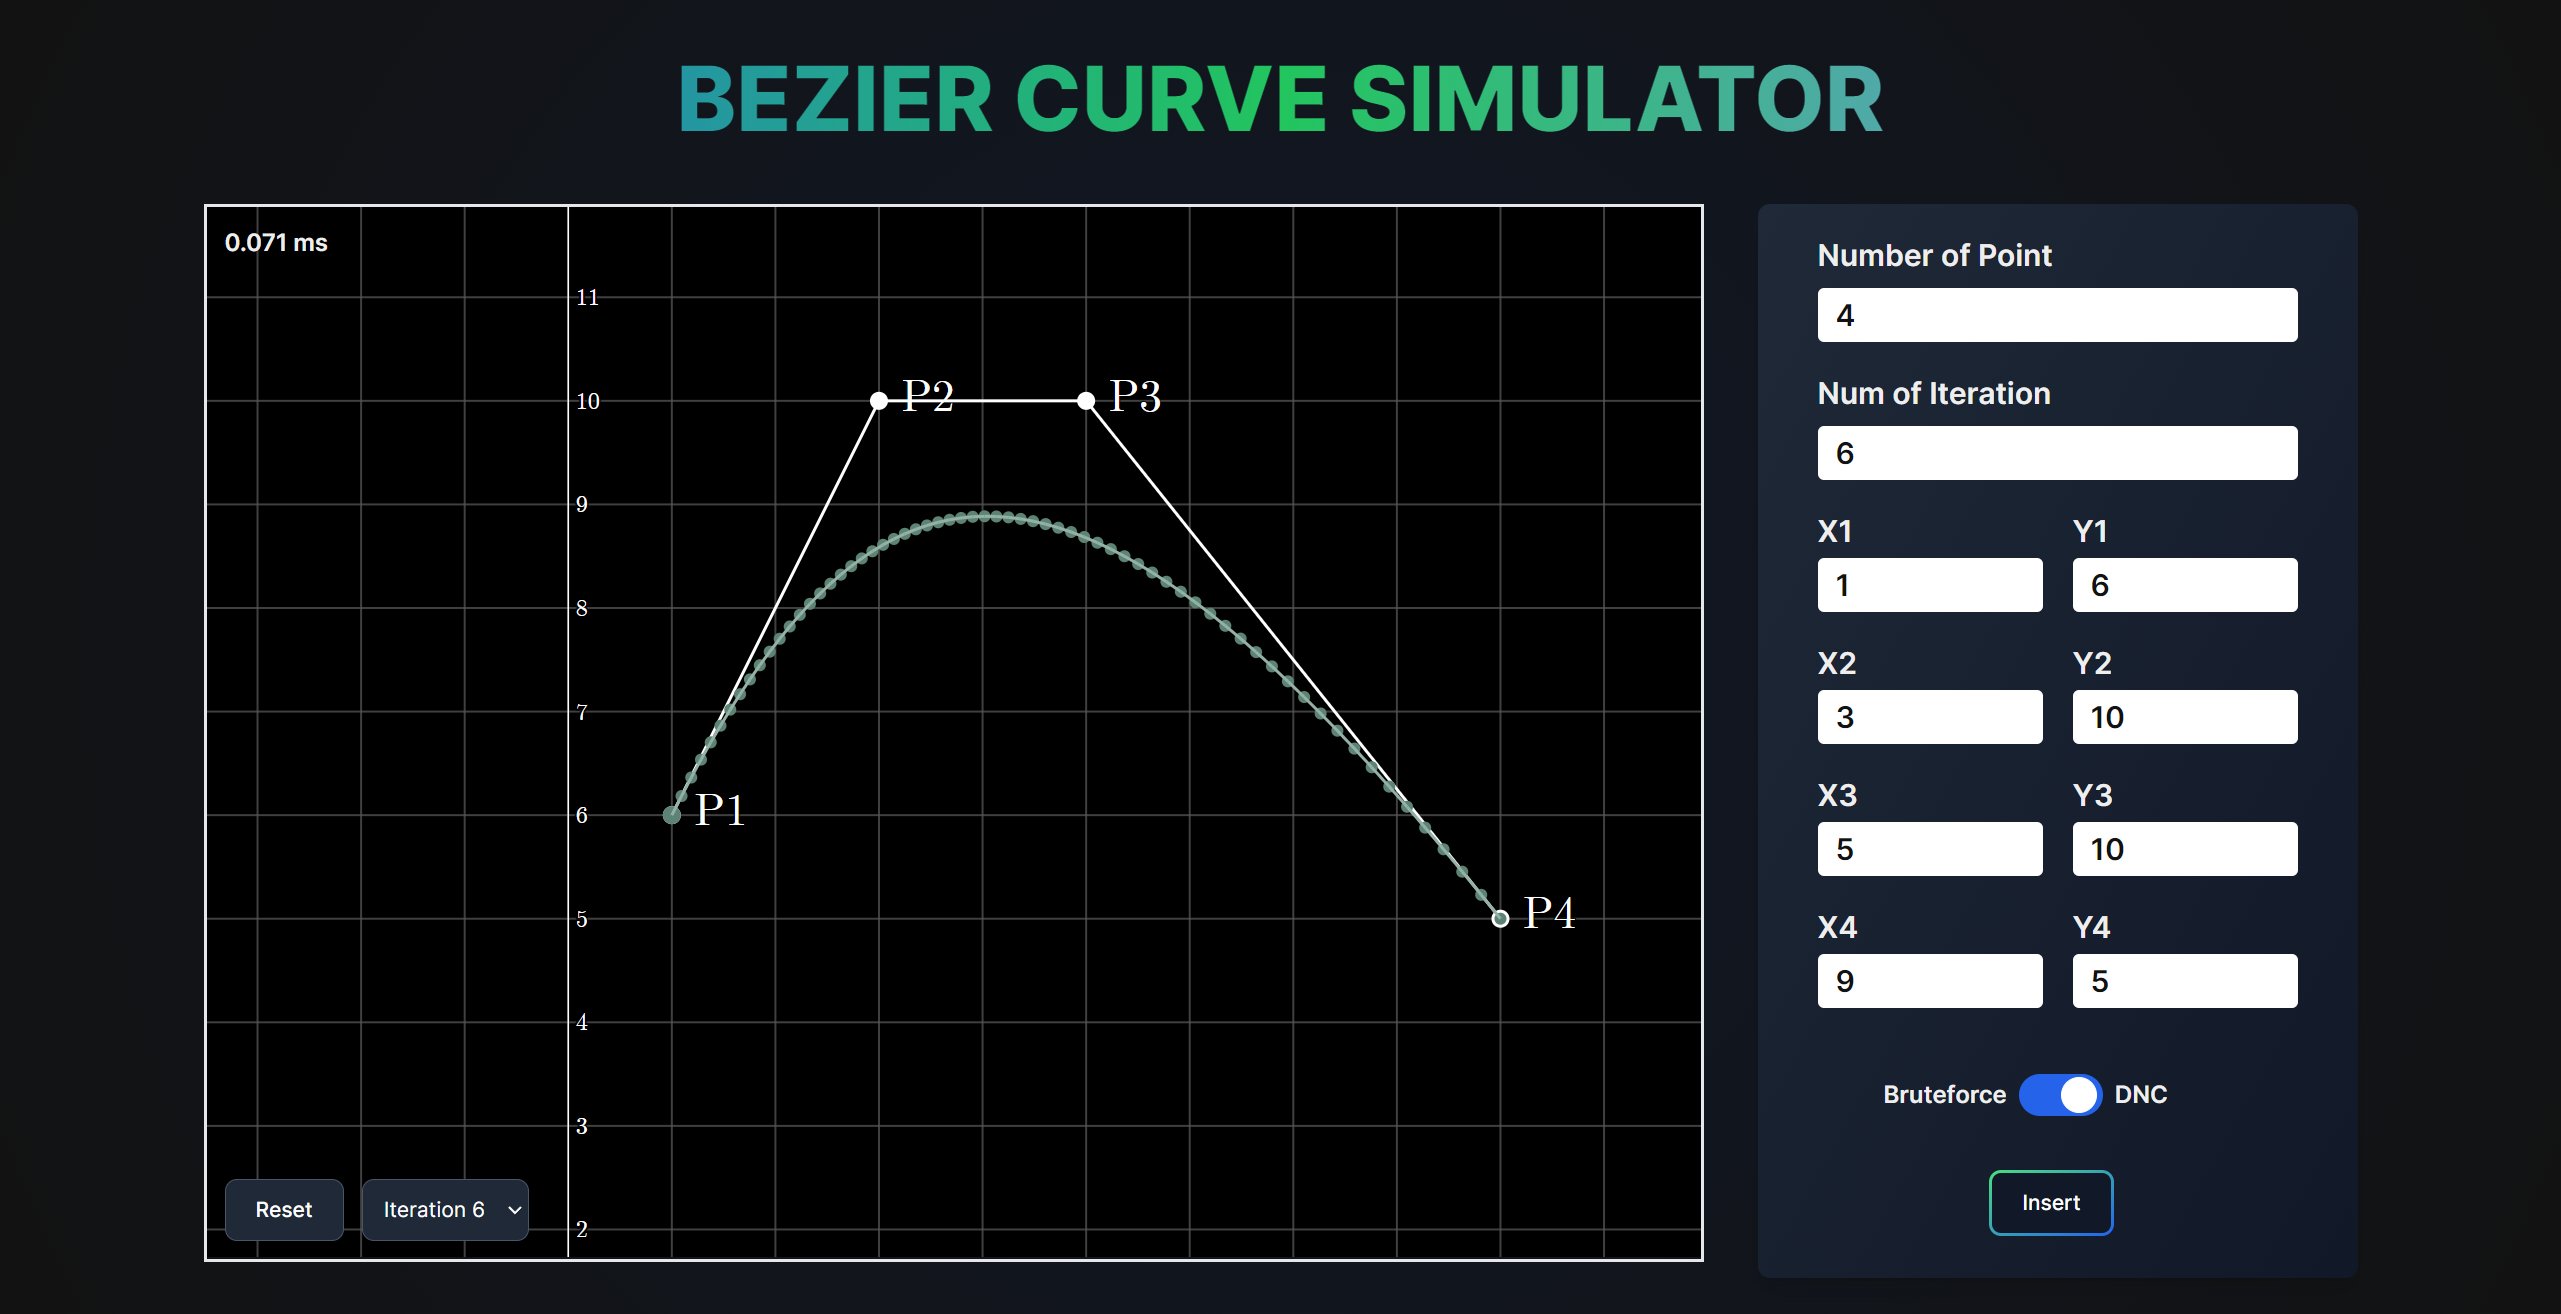 BEZIER CURVE SIMULATOR
0.071 ms
11
10
9
8
7
6
5
4
3
2
P1
P2
P3
P4
Reset
Iteration 6
Number of Point
4
Num of Iteration
6
X1 Y1
1 6
X2 Y2
3 10
X3 Y3
5 10
X4 Y4
9 5
Bruteforce DNC
Insert